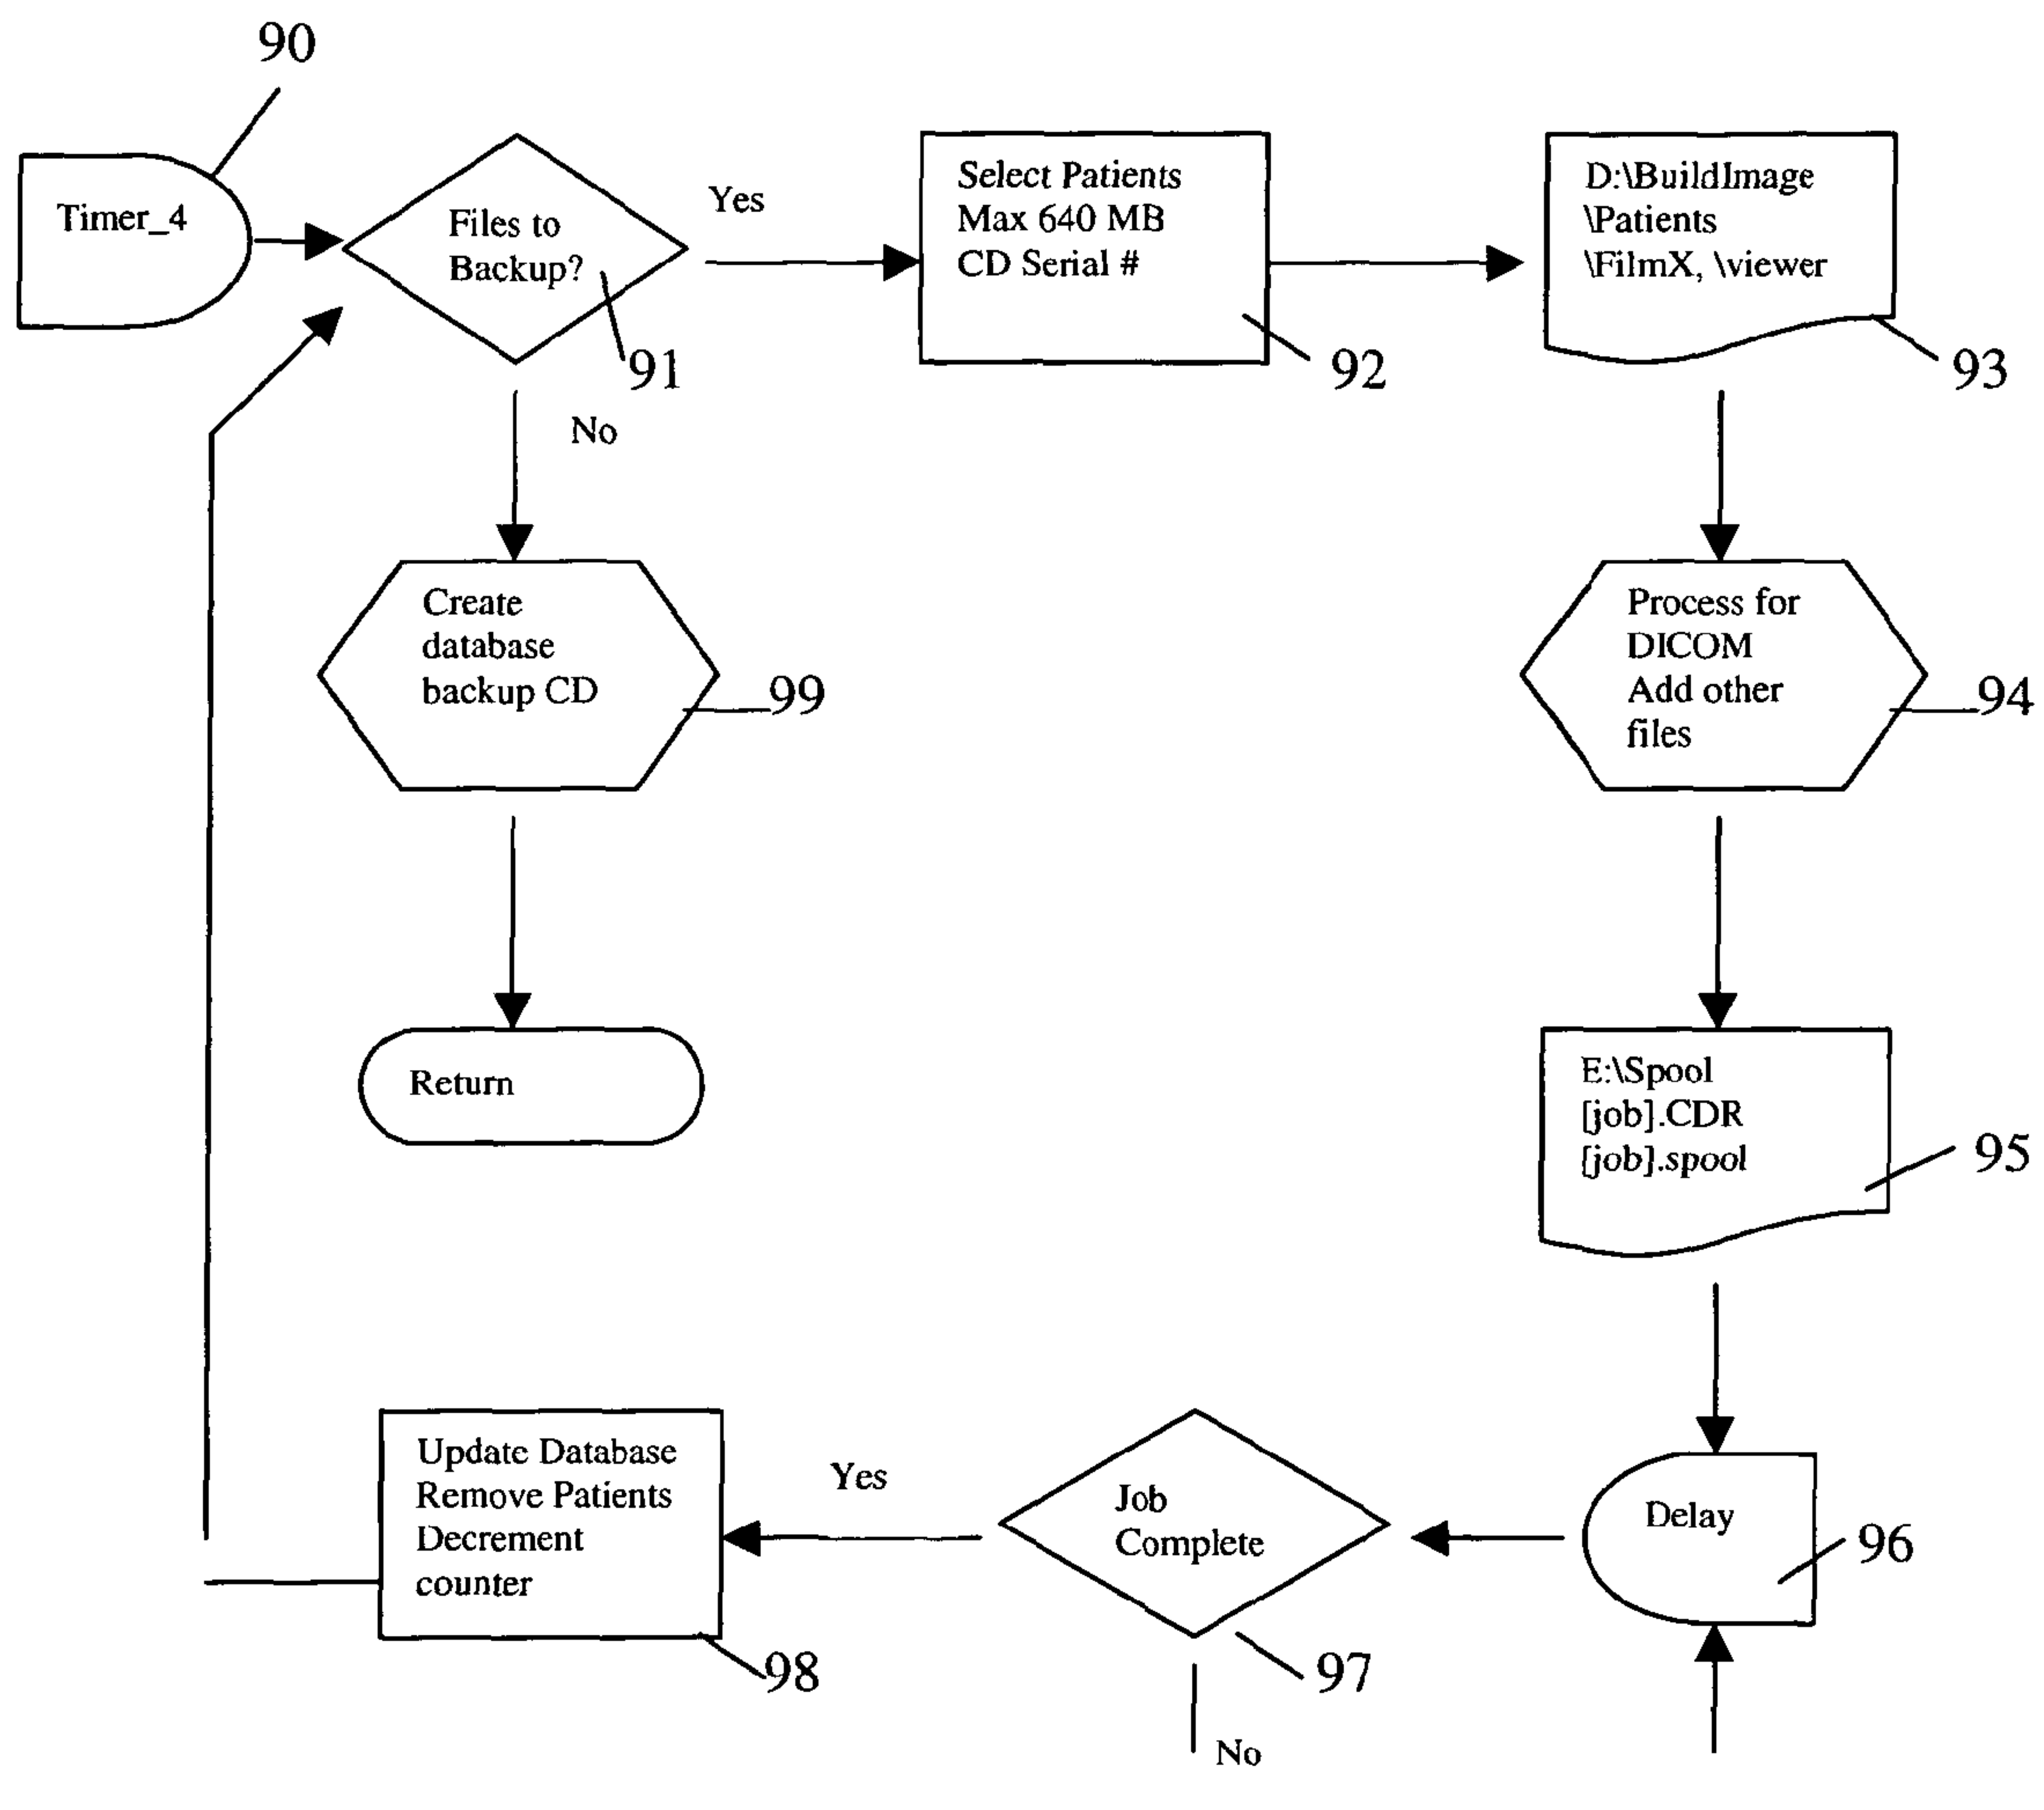 90
Timer_4
Files to
Backup?
91
Yes
Select Patients
Max 640 MB
CD Serial #
92
D:\BuildImage
\Patients
\FilmX, \viewer
93
No
Create
database
backup CD
99
Process for
DICOM
Add other
files
94
Return
E:\Spool
[job].CDR
[job].spool
95
Update Database
Remove Patients
Decrement
counter
98
Yes
Job
Complete
97
No
Delay
96